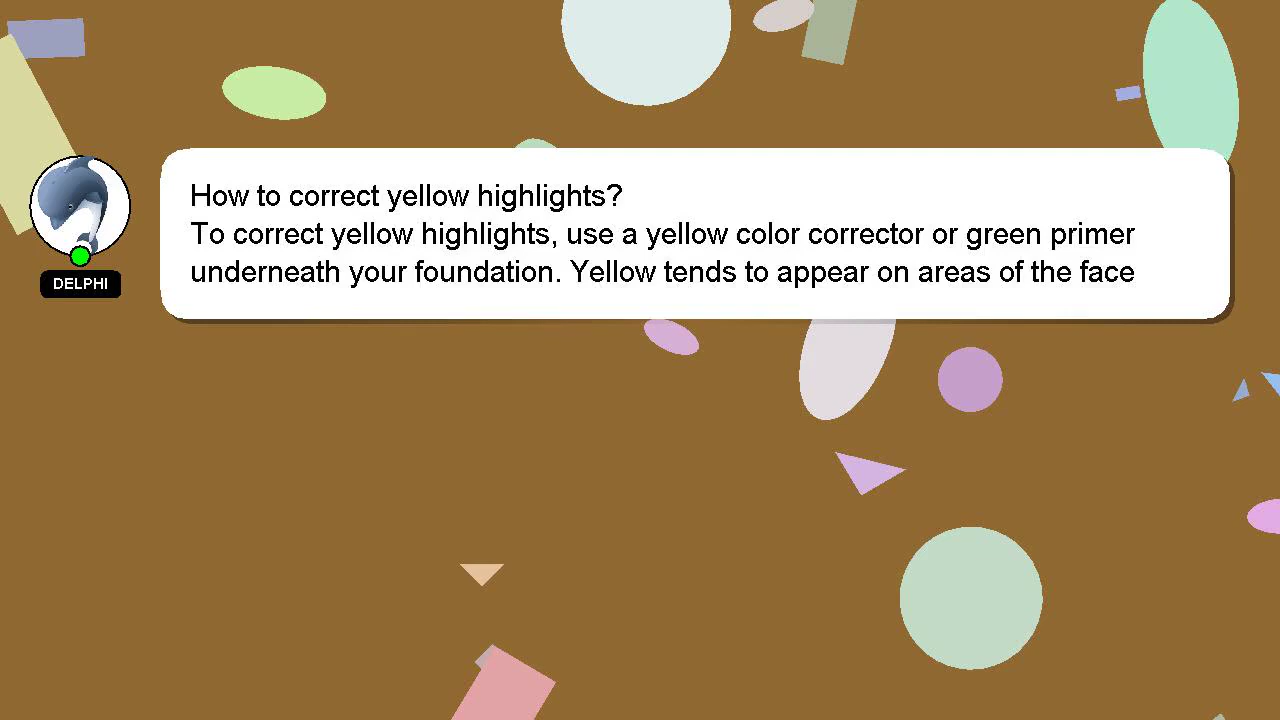 How to correct yellow highlights?
To correct yellow highlights, use a yellow color corrector or green primer
underneath your foundation. Yellow tends to appear on areas of the face
DELPHI